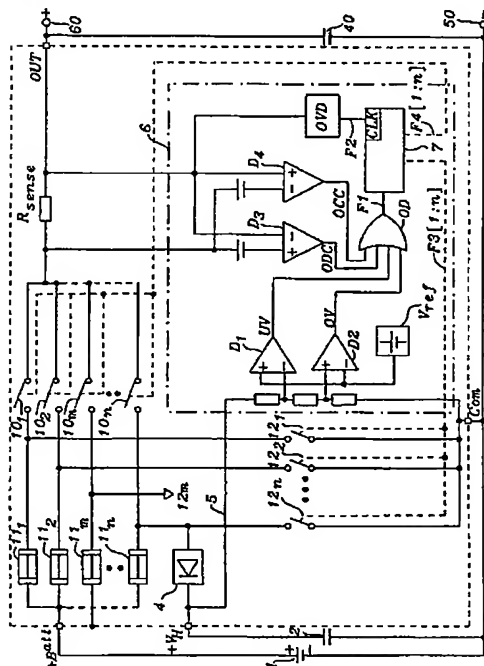 +
60
50
OUT
40
R sense
6
OVD
F2
CLK
7
F4[1:n]
D4
D3
OCC
ODC
F1
OD
F3[1:n]
10₁
10₂
10m
10n
D1
UV
OV
D2
Vref
Com
12₁
12₂
12n
12m
5
11₁
11₂
11m
11n
4
+Batt
+VH
2
1
+